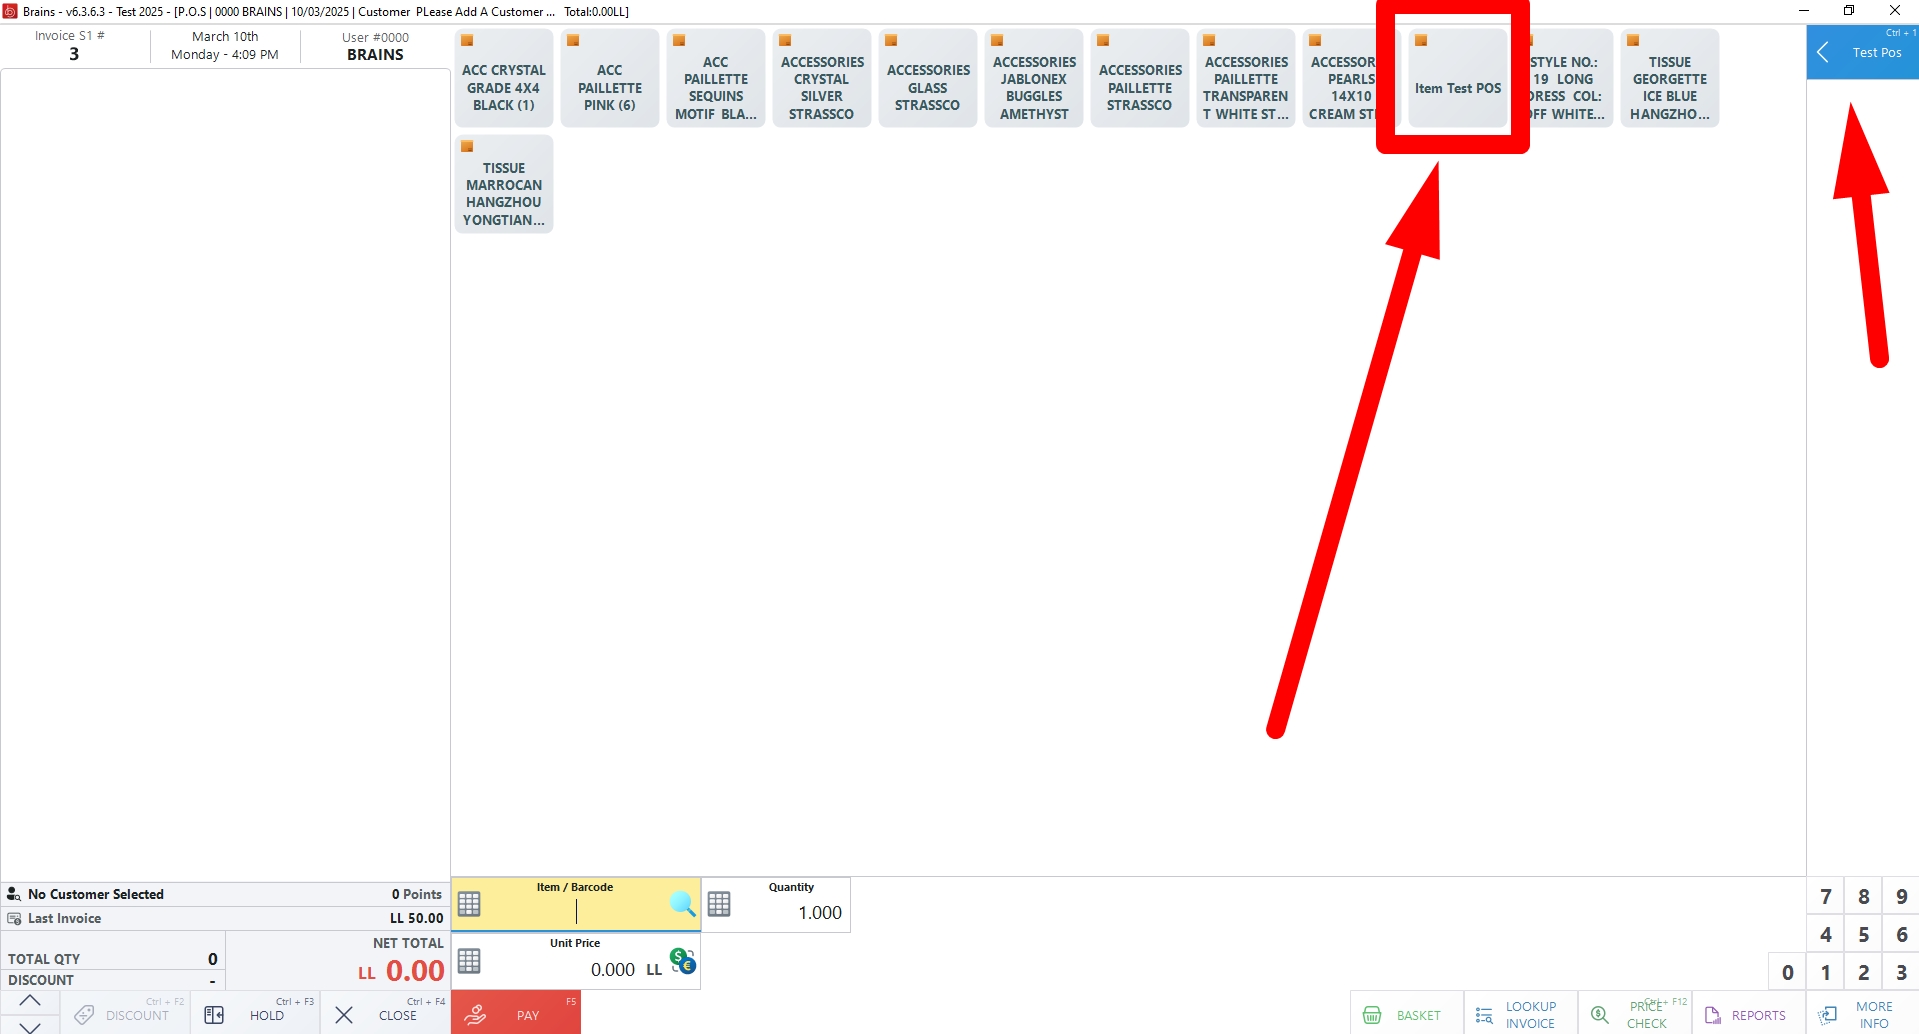 Brains - v6.3.6.3 - Test 2025 - [P.O.S | 0000 BRAINS | 10/03/2025 | Customer PLease Add A Customer ... Total:0.00LL]
Invoice S1 #
3
March 10th
Monday - 4:09 PM
User #0000
BRAINS
ACC CRYSTAL
GRADE 4X4
BLACK (1)
ACC
PAILLETTE
PINK (6)
ACC
PAILLETTE
SEQUINS
MOTIF BLA...
ACCESSORIES
CRYSTAL
SILVER
STRASSCO
ACCESSORIES
GLASS
STRASSCO
ACCESSORIES
JABLONEX
BUGGLES
AMETHYST
ACCESSORIES
PAILLETTE
STRASSCO
ACCESSORIES
PAILLETTE
TRANSPAREN
T WHITE ST...
ACCESSOR
PEARLS
14X10
CREAM ST
Item Test POS
STYLE NO.:
19 LONG
DRESS COL:
OFF WHITE...
TISSUE
GEORGETTE
ICE BLUE
HANGZHO...
Ctrl + 1
Test Pos
TISSUE
MARROCAN
HANGZHOU
YONGTIAN...
No Customer Selected
0 Points
Last Invoice
LL 50.00
TOTAL QTY
0
DISCOUNT
-
NET TOTAL
LL 0.00
Item / Barcode
Quantity
1.000
Unit Price
0.000 LL
7 8 9
4 5 6
0 1 2 3
Ctrl + F2
DISCOUNT
Ctrl + F3
HOLD
Ctrl + F4
CLOSE
F5
PAY
BASKET
LOOKUP
INVOICE
Ctrl + F12
PRICE
CHECK
REPORTS
MORE
INFO